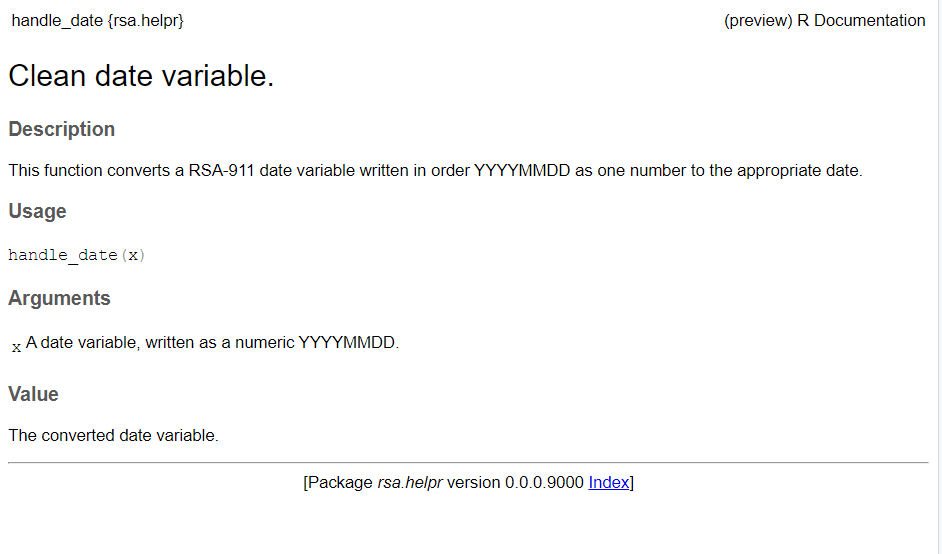 handle_date {rsa.helpr}
(preview) R Documentation
Clean date variable.
Description
This function converts a RSA-911 date variable written in order YYYYMMDD as one number to the appropriate date.
Usage
handle_date(x)
Arguments
x A date variable, written as a numeric YYYYMMDD.
Value
The converted date variable.
[Package rsa.helpr version 0.0.0.9000 Index]